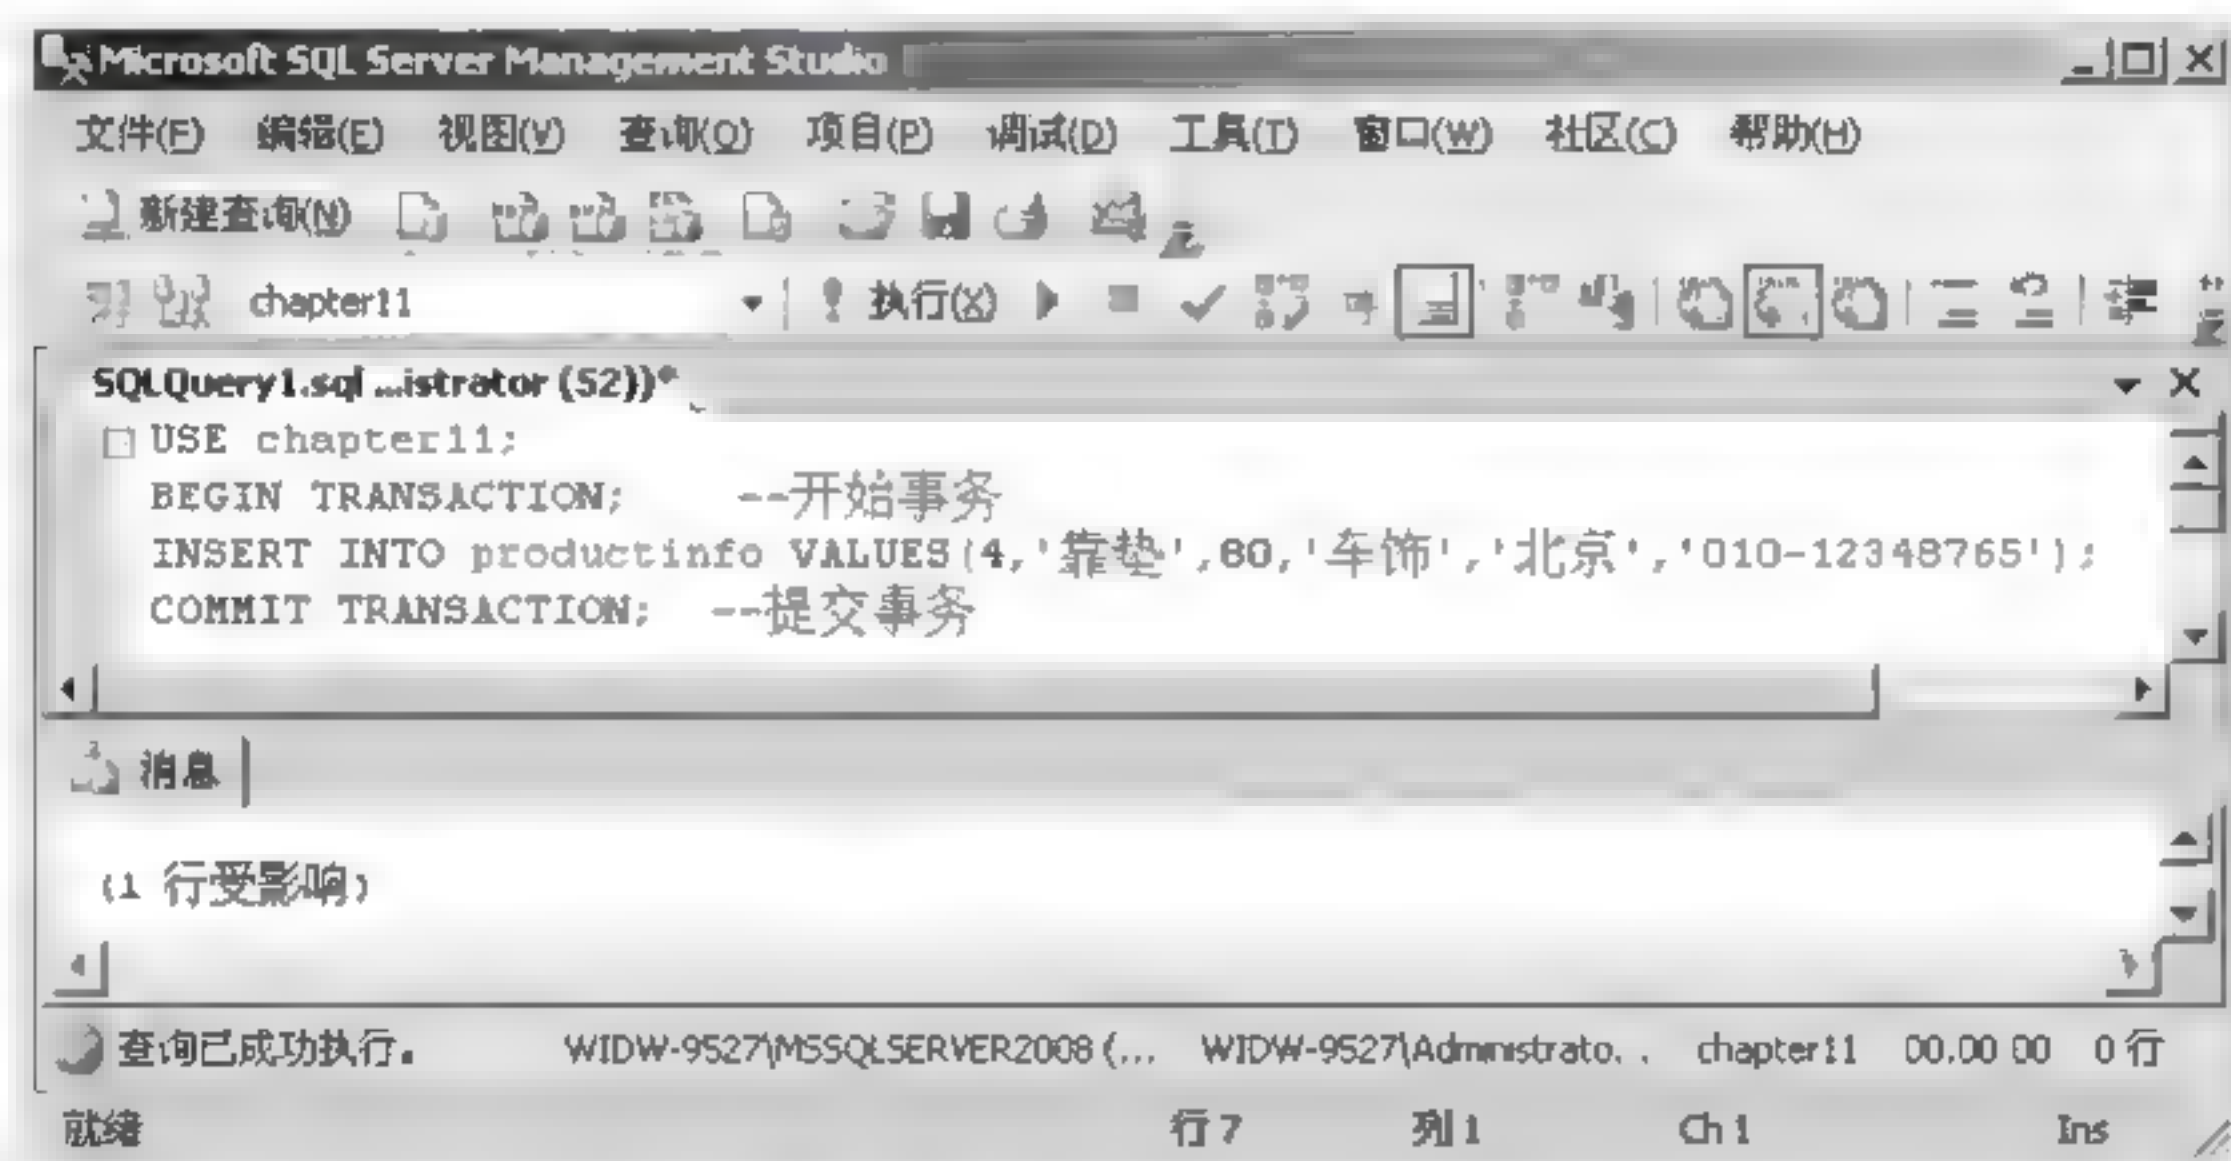 Microsoft SQL Server Management Studio
文件(F) 编辑(E) 视图(V) 查询(Q) 项目(P) 调试(D) 工具(T) 窗口(W) 社区(C) 帮助(H)
新建查询(N)
chapter11 执行(X)
SQLQuery1.sql ...istrator (52))*
USE chapter11;
BEGIN TRANSACTION; --开始事务
INSERT INTO productinfo VALUES(4,'靠垫',80,'车饰','北京','010-12348765');
COMMIT TRANSACTION; --提交事务
消息
(1 行受影响)
查询已成功执行。 WIDW-9527\MSSQLSERVER2008 (... WIDW-9527\Administrato... chapter11 00:00:00 0 行
就绪 行 7 列 1 Ch 1 Ins